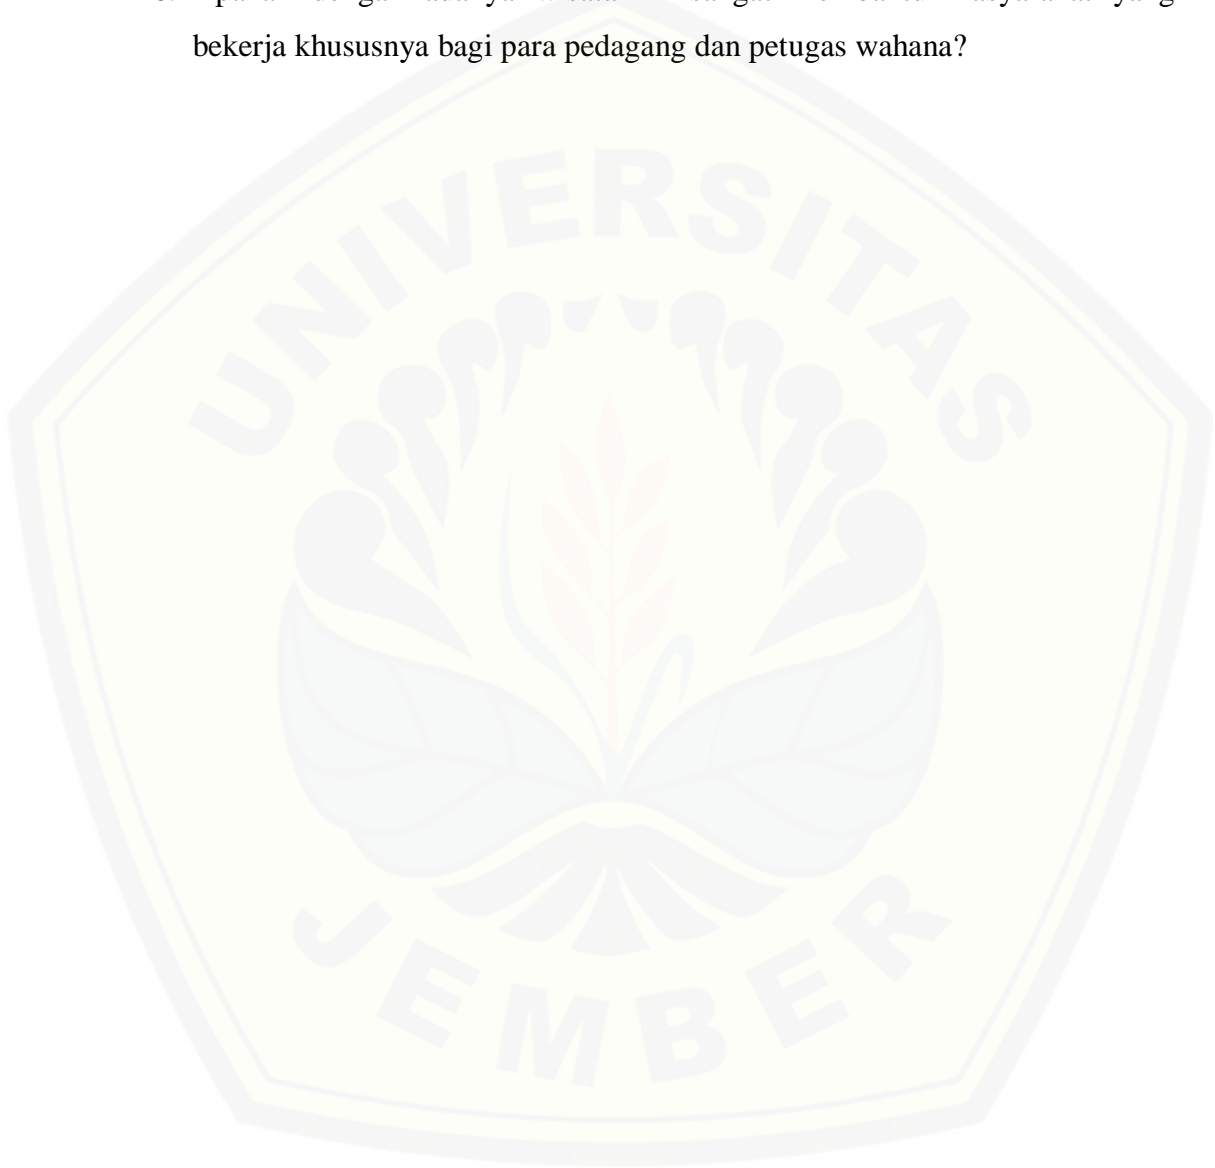 bekerja khususnya bagi para pedagang dan petugas wahana?
UNIVERSITAS
JEMBER